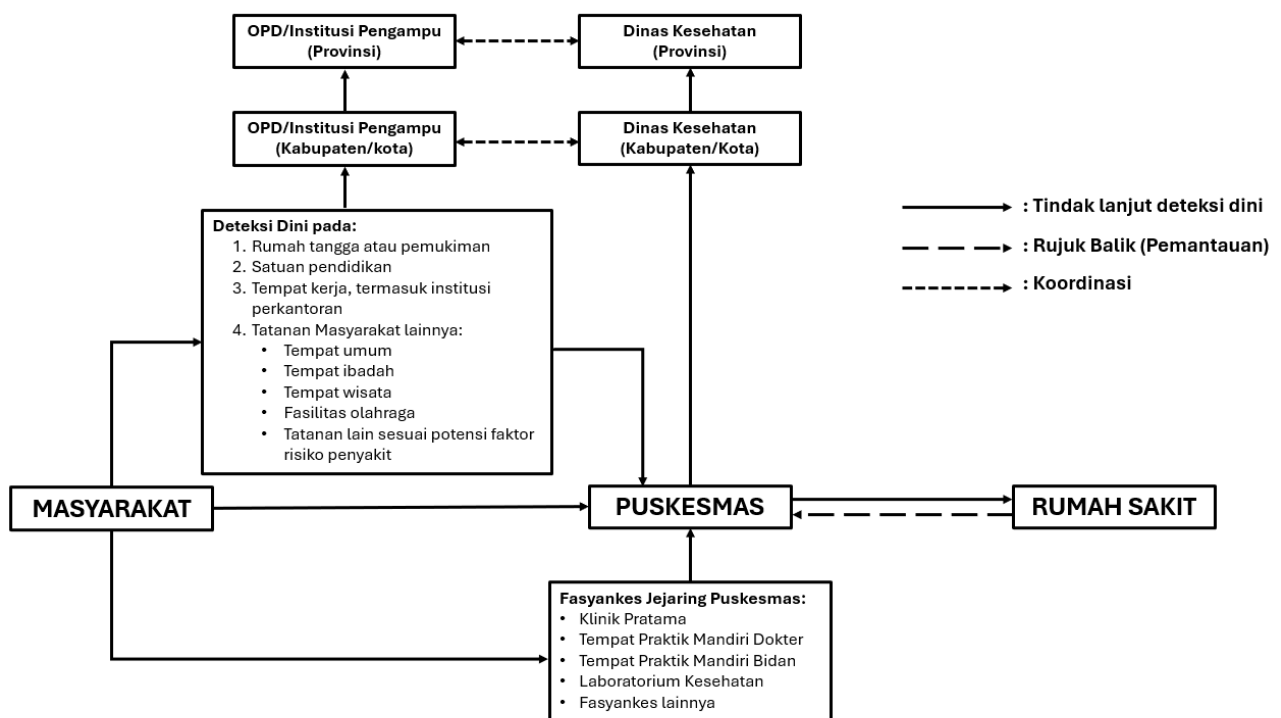 OPD/Institusi Pengampu
(Provinsi)
Dinas Kesehatan
(Provinsi)
OPD/Institusi Pengampu
(Kabupaten/kota)
Dinas Kesehatan
(Kabupaten/Kota)
Deteksi Dini pada:
1. Rumah tangga atau pemukiman
2. Satuan pendidikan
3. Tempat kerja, termasuk institusi
perkantoran
4. Tatanan Masyarakat lainnya:
• Tempat umum
• Tempat ibadah
• Tempat wisata
• Fasilitas olahraga
• Tatanan lain sesuai potensi faktor
risiko penyakit
: Tindak lanjut deteksi dini
: Rujuk Balik (Pemantauan)
: Koordinasi
MASYARAKAT
PUSKESMAS
RUMAH SAKIT
Fasyankes Jejaring Puskesmas:
• Klinik Pratama
• Tempat Praktik Mandiri Dokter
• Tempat Praktik Mandiri Bidan
• Laboratorium Kesehatan
• Fasyankes lainnya